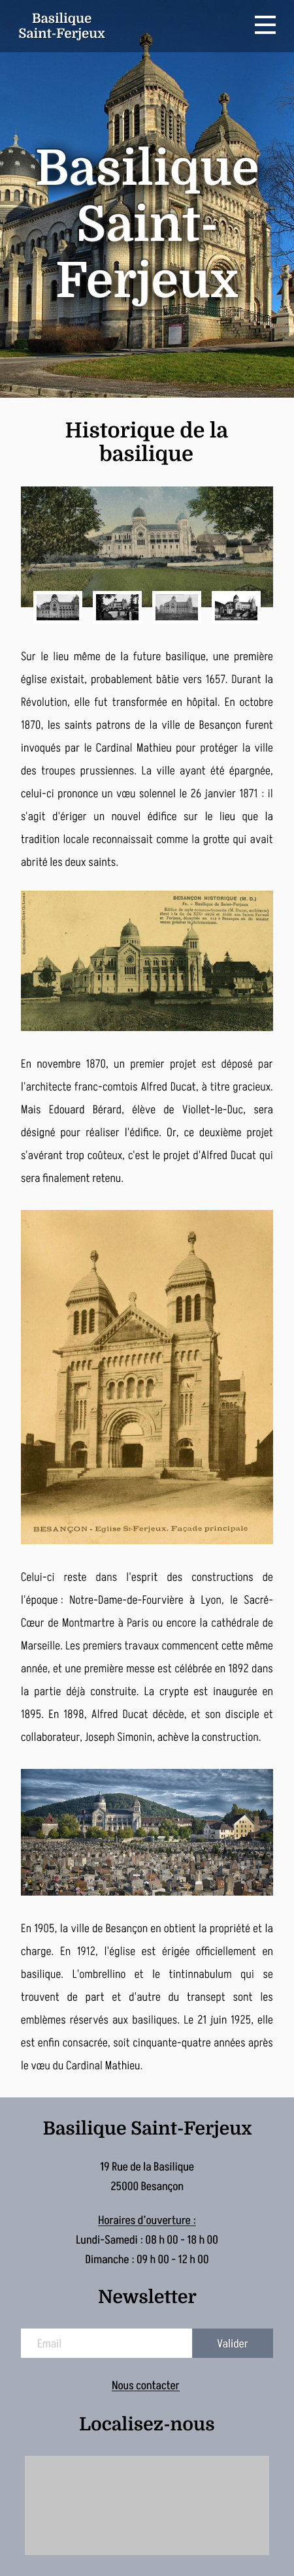 Basilique
Saint-Ferjeux
Basilique
Saint-
Ferjeux
Historique de la
basilique
Sur le lieu même de la future basilique, une première
église existait, probablement bâtie vers 1657. Durant la
Révolution, elle fut transformée en hôpital. En octobre
1870, les saints patrons de la ville de Besançon furent
invoqués par le Cardinal Mathieu pour protéger la ville
des troupes prussiennes. La ville ayant été épargnée,
celui-ci prononce un vœu solennel le 26 janvier 1871 : il
s'agit d'ériger un nouvel édifice sur le lieu que la
tradition locale reconnaissait comme la grotte qui avait
abrité les deux saints.
BESANÇON HISTORIQUE (M. D.)
En novembre 1870, un premier projet est déposé par
l'architecte franc-comtois Alfred Ducat, à titre gracieux.
Mais Edouard Bérard, élève de Viollet-le-Duc, sera
désigné pour réaliser l'édifice. Or, ce deuxième projet
s'avérant trop coûteux, c'est le projet d'Alfred Ducat qui
sera finalement retenu.
BESANÇON - Eglise St-Ferjeux. Façade principale
Celui-ci reste dans l'esprit des constructions de
l'époque : Notre-Dame-de-Fourvière à Lyon, le Sacré-
Cœur de Montmartre à Paris ou encore la cathédrale de
Marseille. Les premiers travaux commencent cette même
année, et une première messe est célébrée en 1892 dans
la partie déjà construite. La crypte est inaugurée en
1895. En 1898, Alfred Ducat décède, et son disciple et
collaborateur, Joseph Simonin, achève la construction.
En 1905, la ville de Besançon en obtient la propriété et la
charge. En 1912, l'église est érigée officiellement en
basilique. L'ombrellino et le tintinnabulum qui se
trouvent de part et d'autre du transept sont les
emblèmes réservés aux basiliques. Le 21 juin 1925, elle
est enfin consacrée, soit cinquante-quatre années après
le vœu du Cardinal Mathieu.
Basilique Saint-Ferjeux
19 Rue de la Basilique
25000 Besançon
Horaires d'ouverture :
Lundi-Samedi : 08 h 00 - 18 h 00
Dimanche : 09 h 00 - 12 h 00
Newsletter
Email
Valider
Nous contacter
Localisez-nous